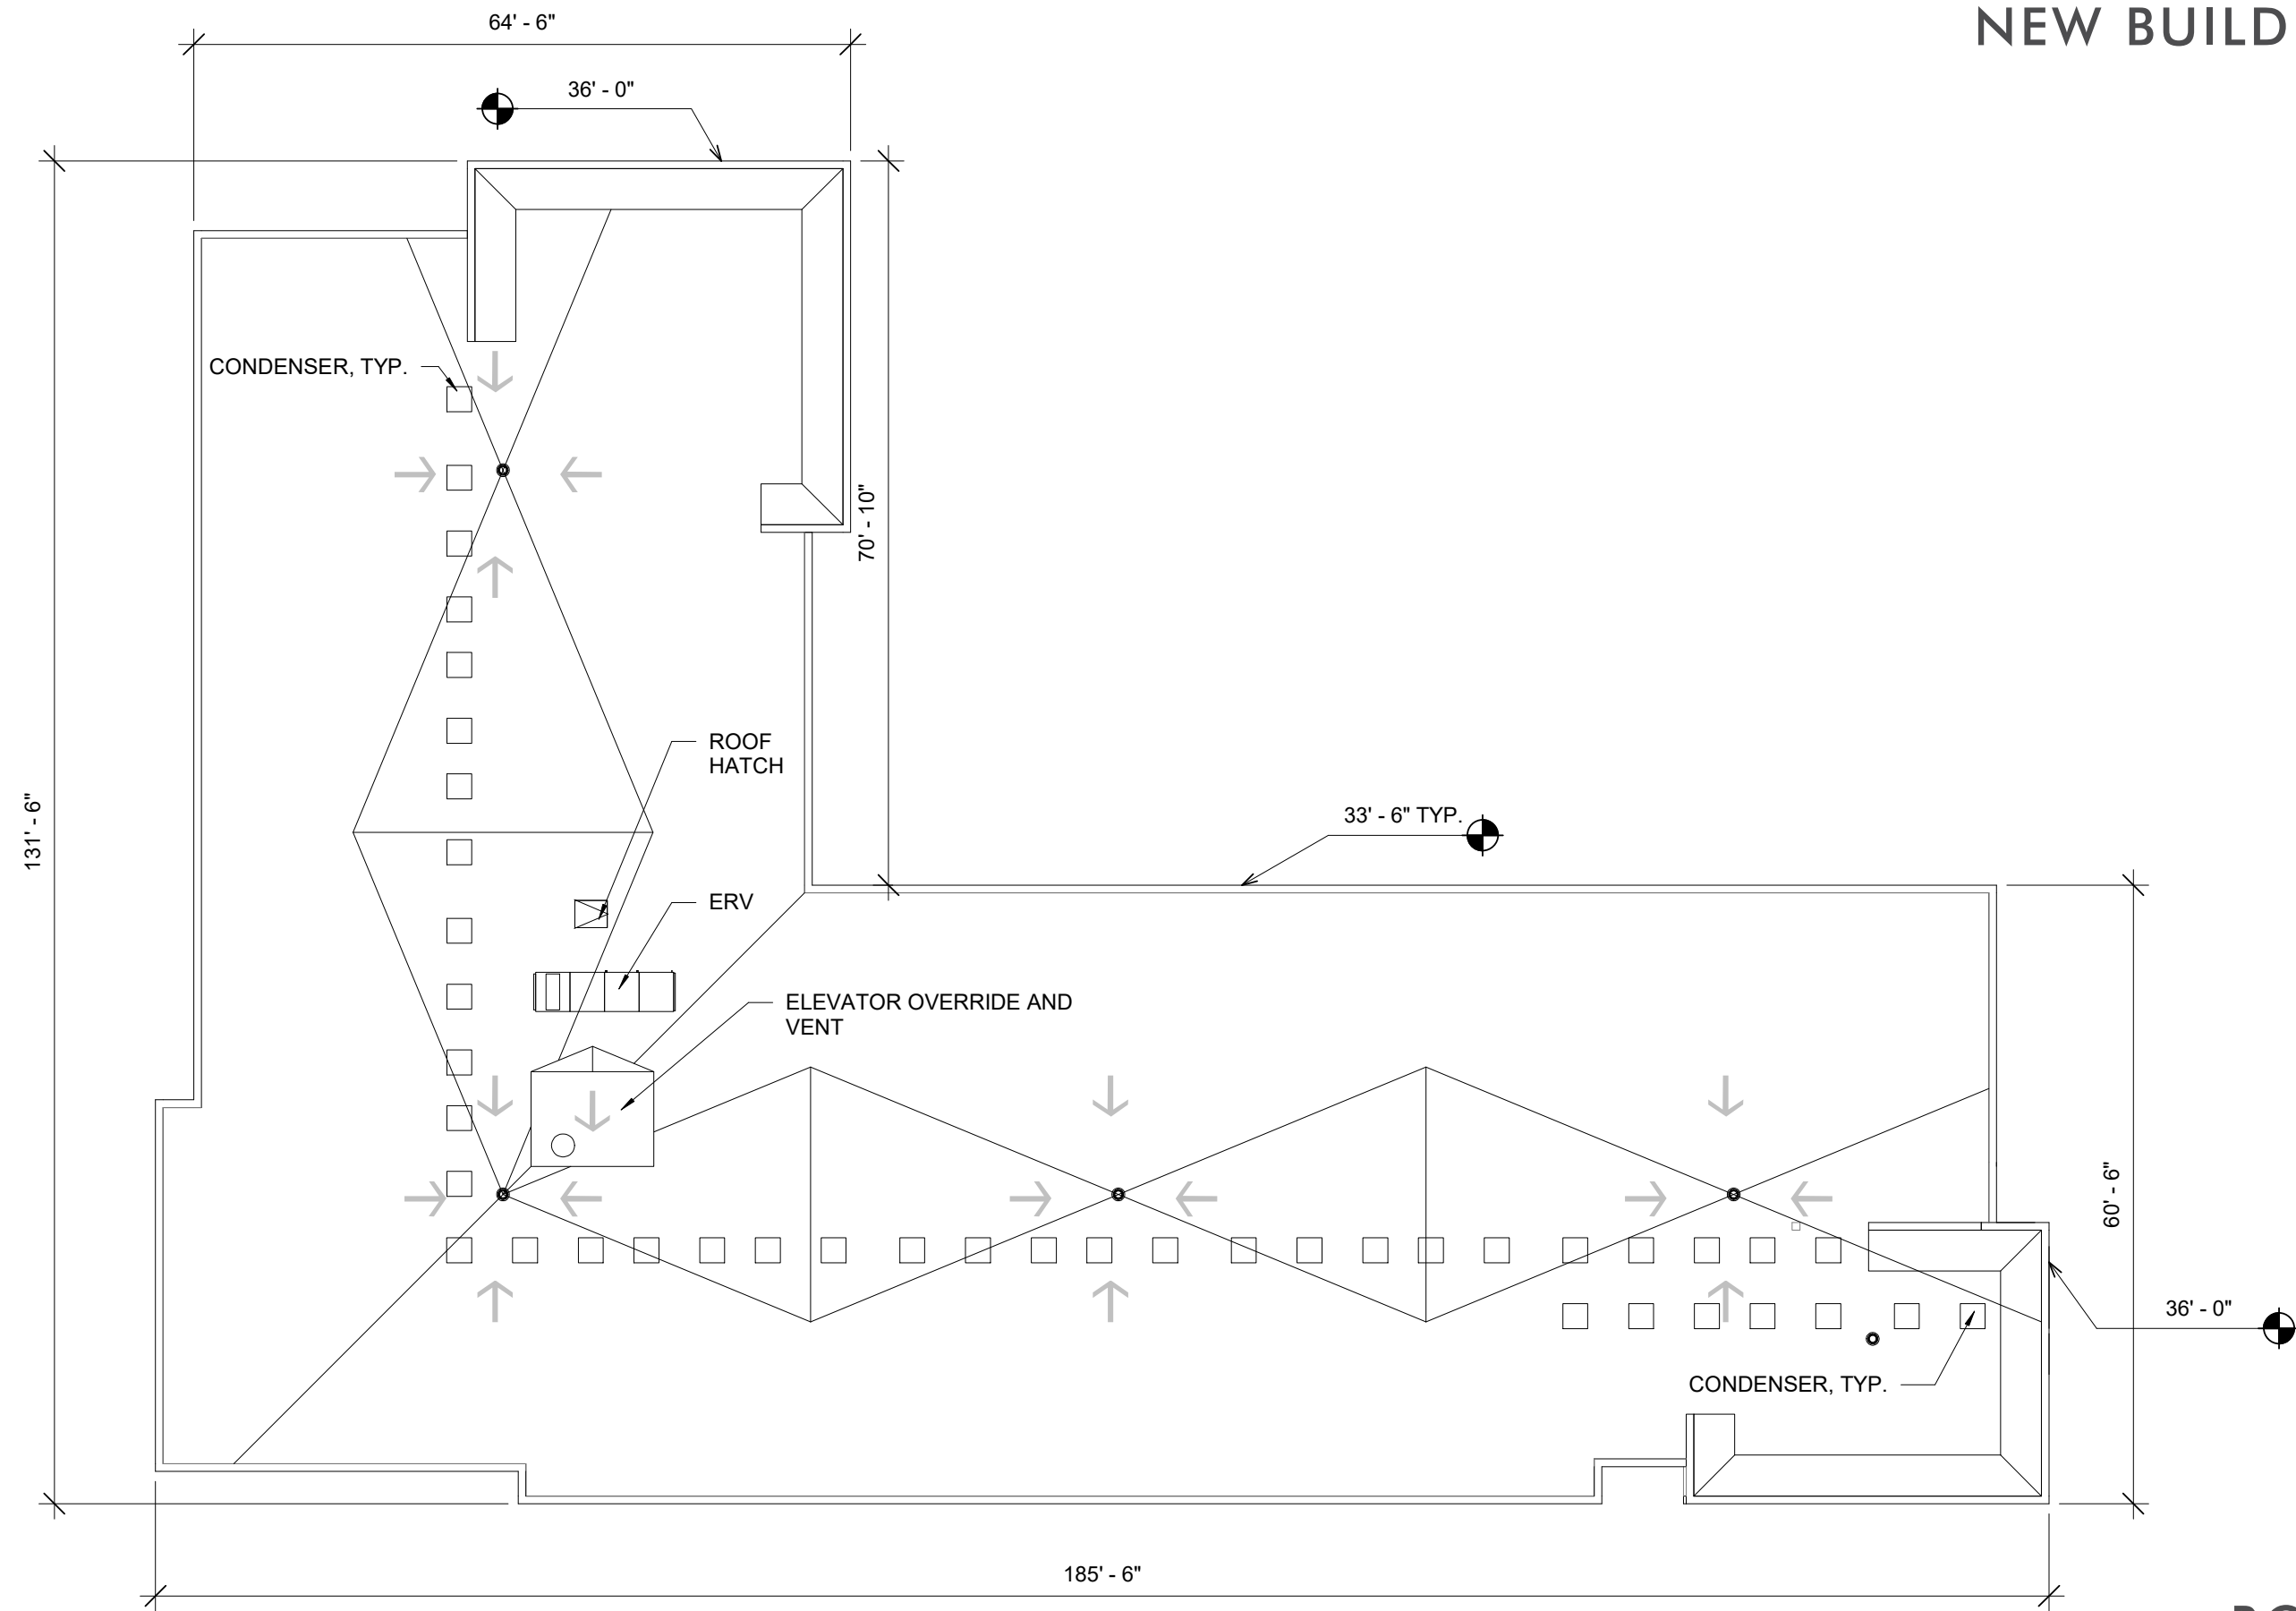 64' - 6"
NEW BUILD
36' - 0"
CONDENSER, TYP.
70' - 10"
ROOF
HATCH
131' - 6"
33' - 6" TYP.
ERV
ELEVATOR OVERRIDE AND
VENT
60' - 6"
36' - 0"
CONDENSER, TYP.
185' - 6"